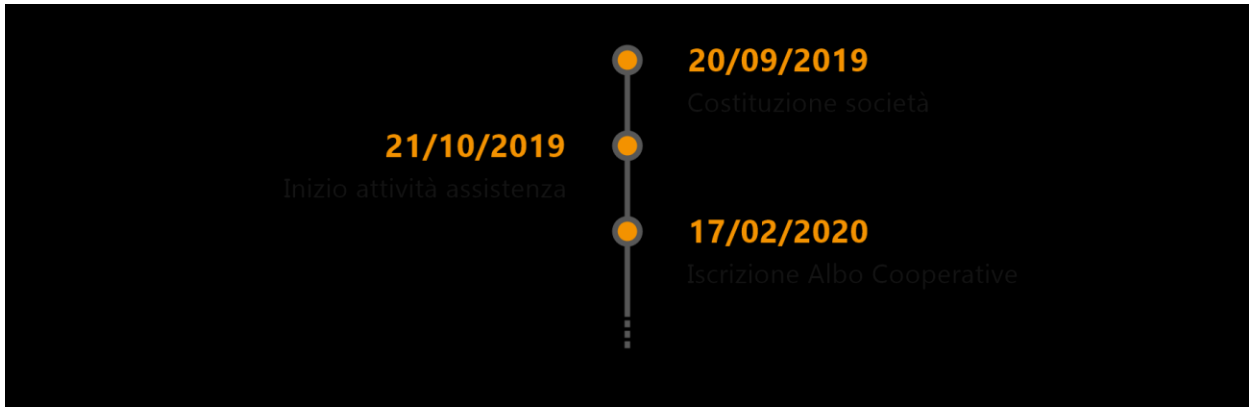 20/09/2019
Costituzione società
21/10/2019
Inizio attività assistenza
17/02/2020
Iscrizione Albo Cooperative